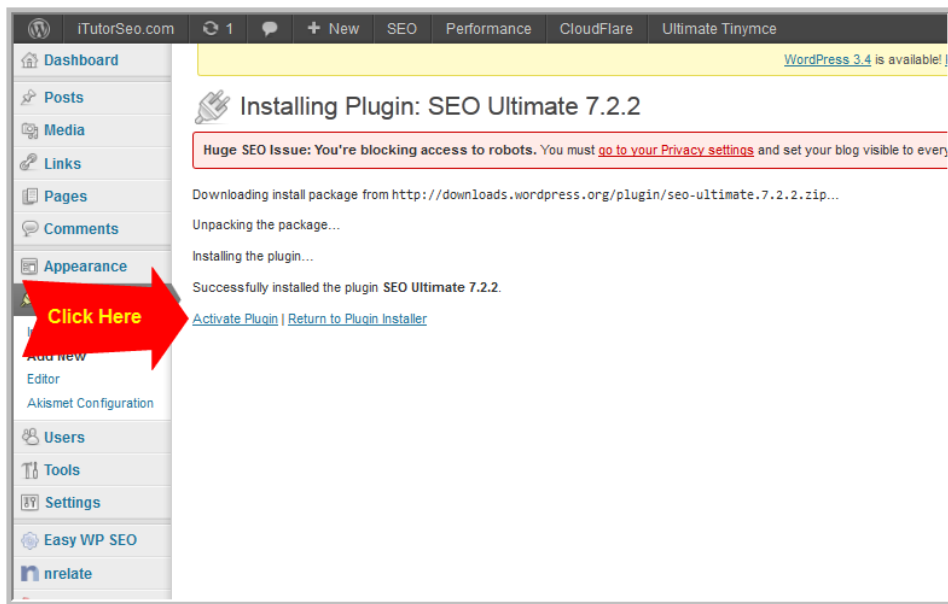 iTutorSeo.com 1 + New SEO Performance CloudFlare Ultimate Tinymce
WordPress 3.4 is available!
Dashboard
Posts
Media
Links
Pages
Comments
Appearance
Click Here
Add New
Editor
Akismet Configuration
Users
Tools
Settings
Easy WP SEO
nrelate
Installing Plugin: SEO Ultimate 7.2.2
Huge SEO Issue: You're blocking access to robots. You must go to your Privacy settings and set your blog visible to every
Downloading install package from http://downloads.wordpress.org/plugin/seo-ultimate.7.2.2.zip...
Unpacking the package...
Installing the plugin...
Successfully installed the plugin SEO Ultimate 7.2.2.
Activate Plugin | Return to Plugin Installer